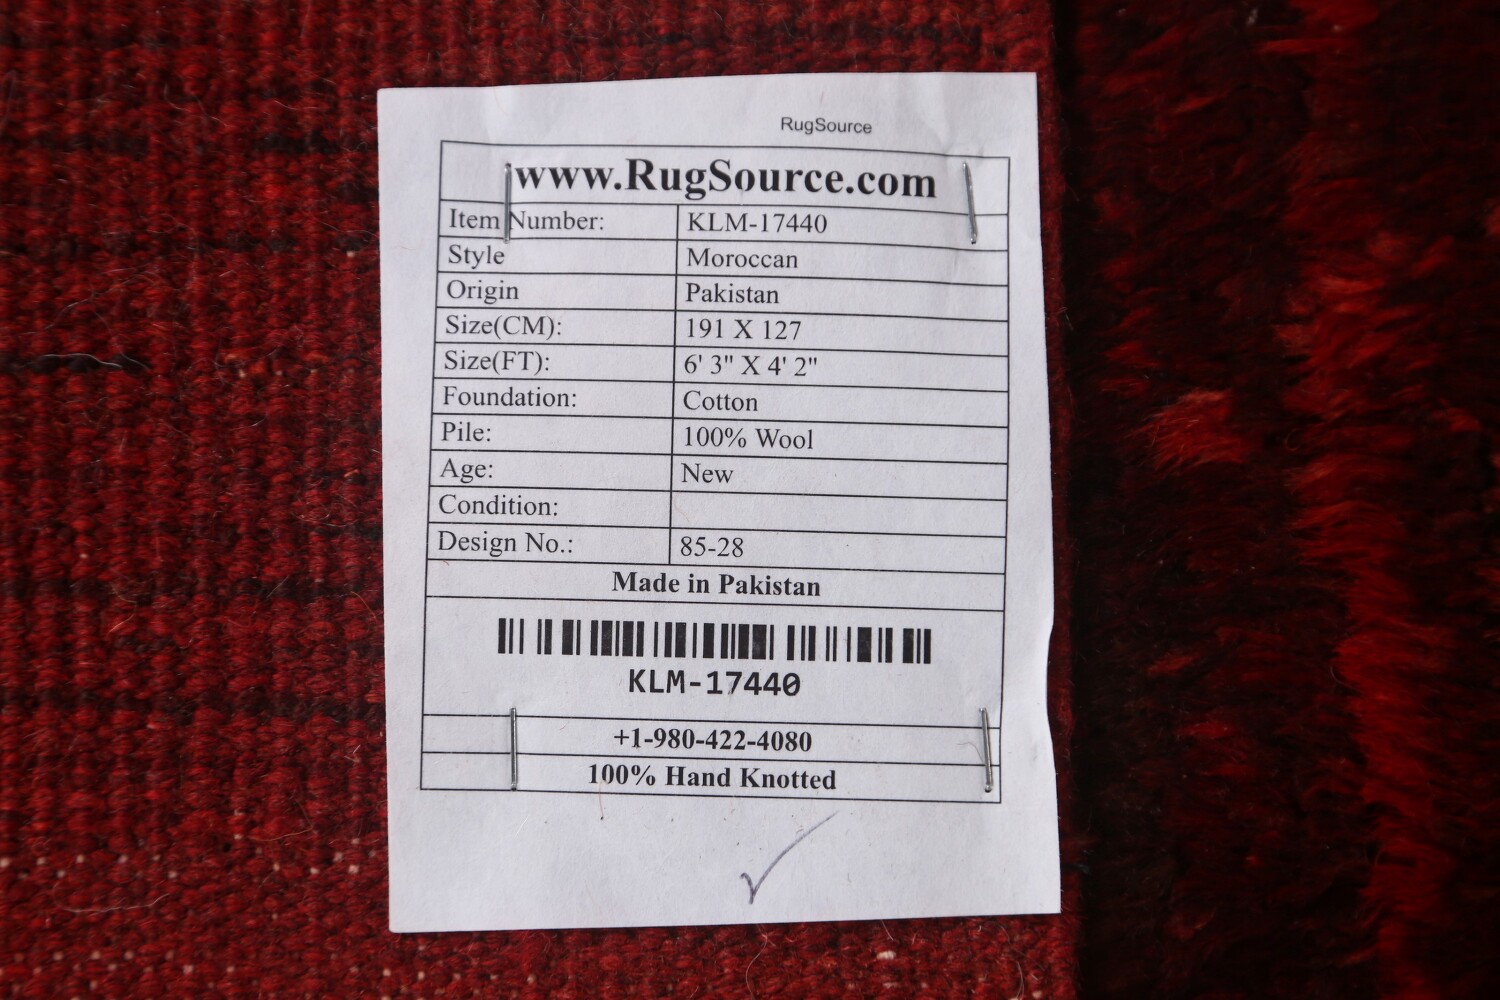 RugSource
www.RugSource.com
Item Number: KLM-17440
Style Moroccan
Origin Pakistan
Size(CM): 191 X 127
Size(FT): 6' 3" X 4' 2"
Foundation: Cotton
Pile: 100% Wool
Age: New
Condition:
Design No.: 85-28
Made in Pakistan
KLM-17440
+1-980-422-4080
100% Hand Knotted